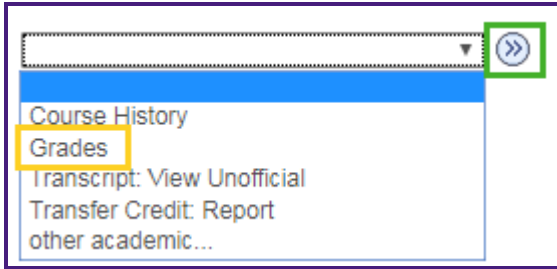 Course History
Grades
Transcript: View Unofficial
Transfer Credit: Report
other academic...